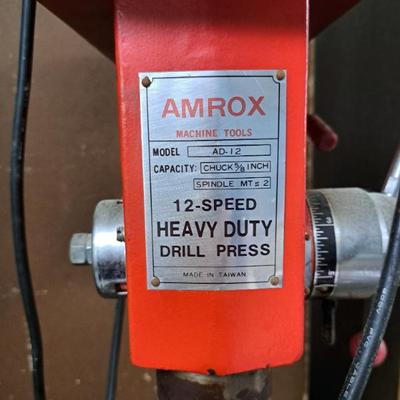 AMROX
MACHINE TOOLS
MODEL AD-12
CAPACITY: CHUCK 5/8 INCH
SPINDLE MT≡2
12-SPEED
HEAVY DUTY
DRILL PRESS
MADE IN TAIWAN